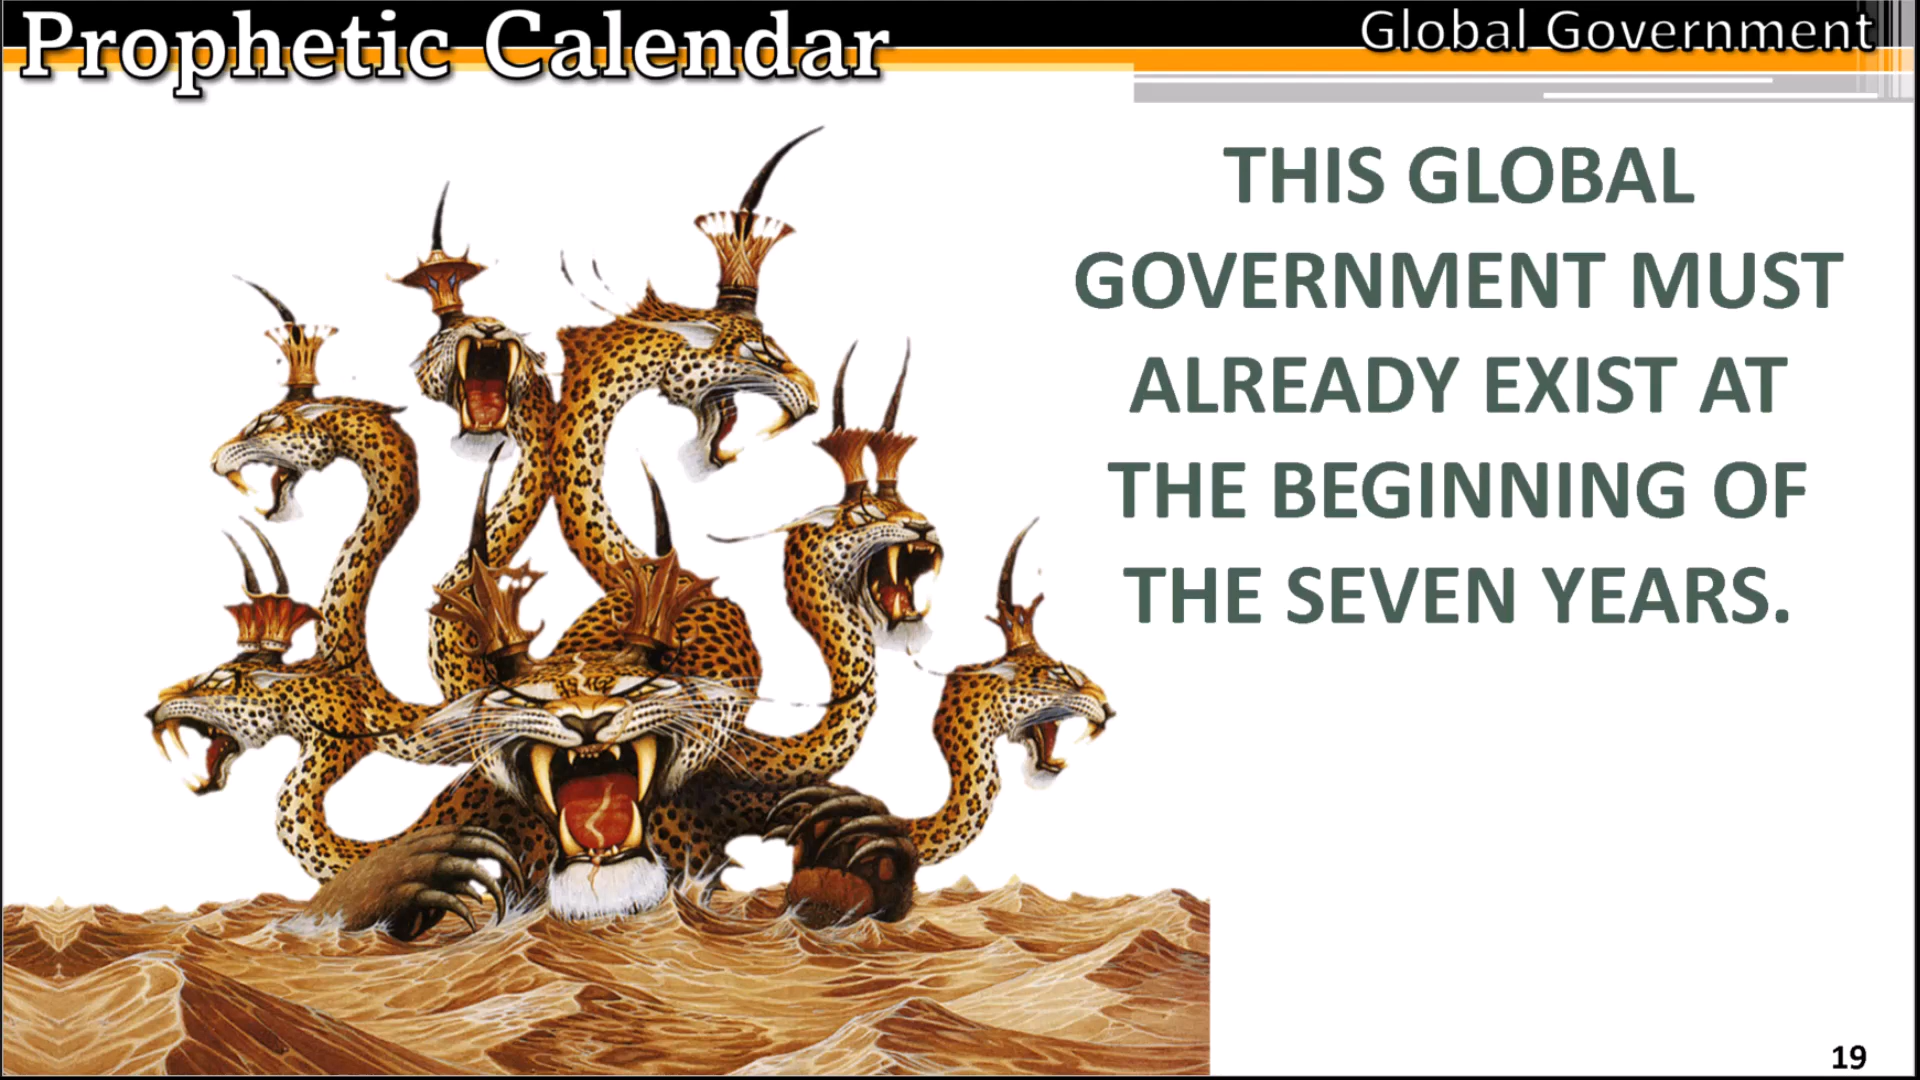 Prophetic Calendar
Global Government
THIS GLOBAL
GOVERNMENT MUST
ALREADY EXIST AT
THE BEGINNING OF
THE SEVEN YEARS.
19